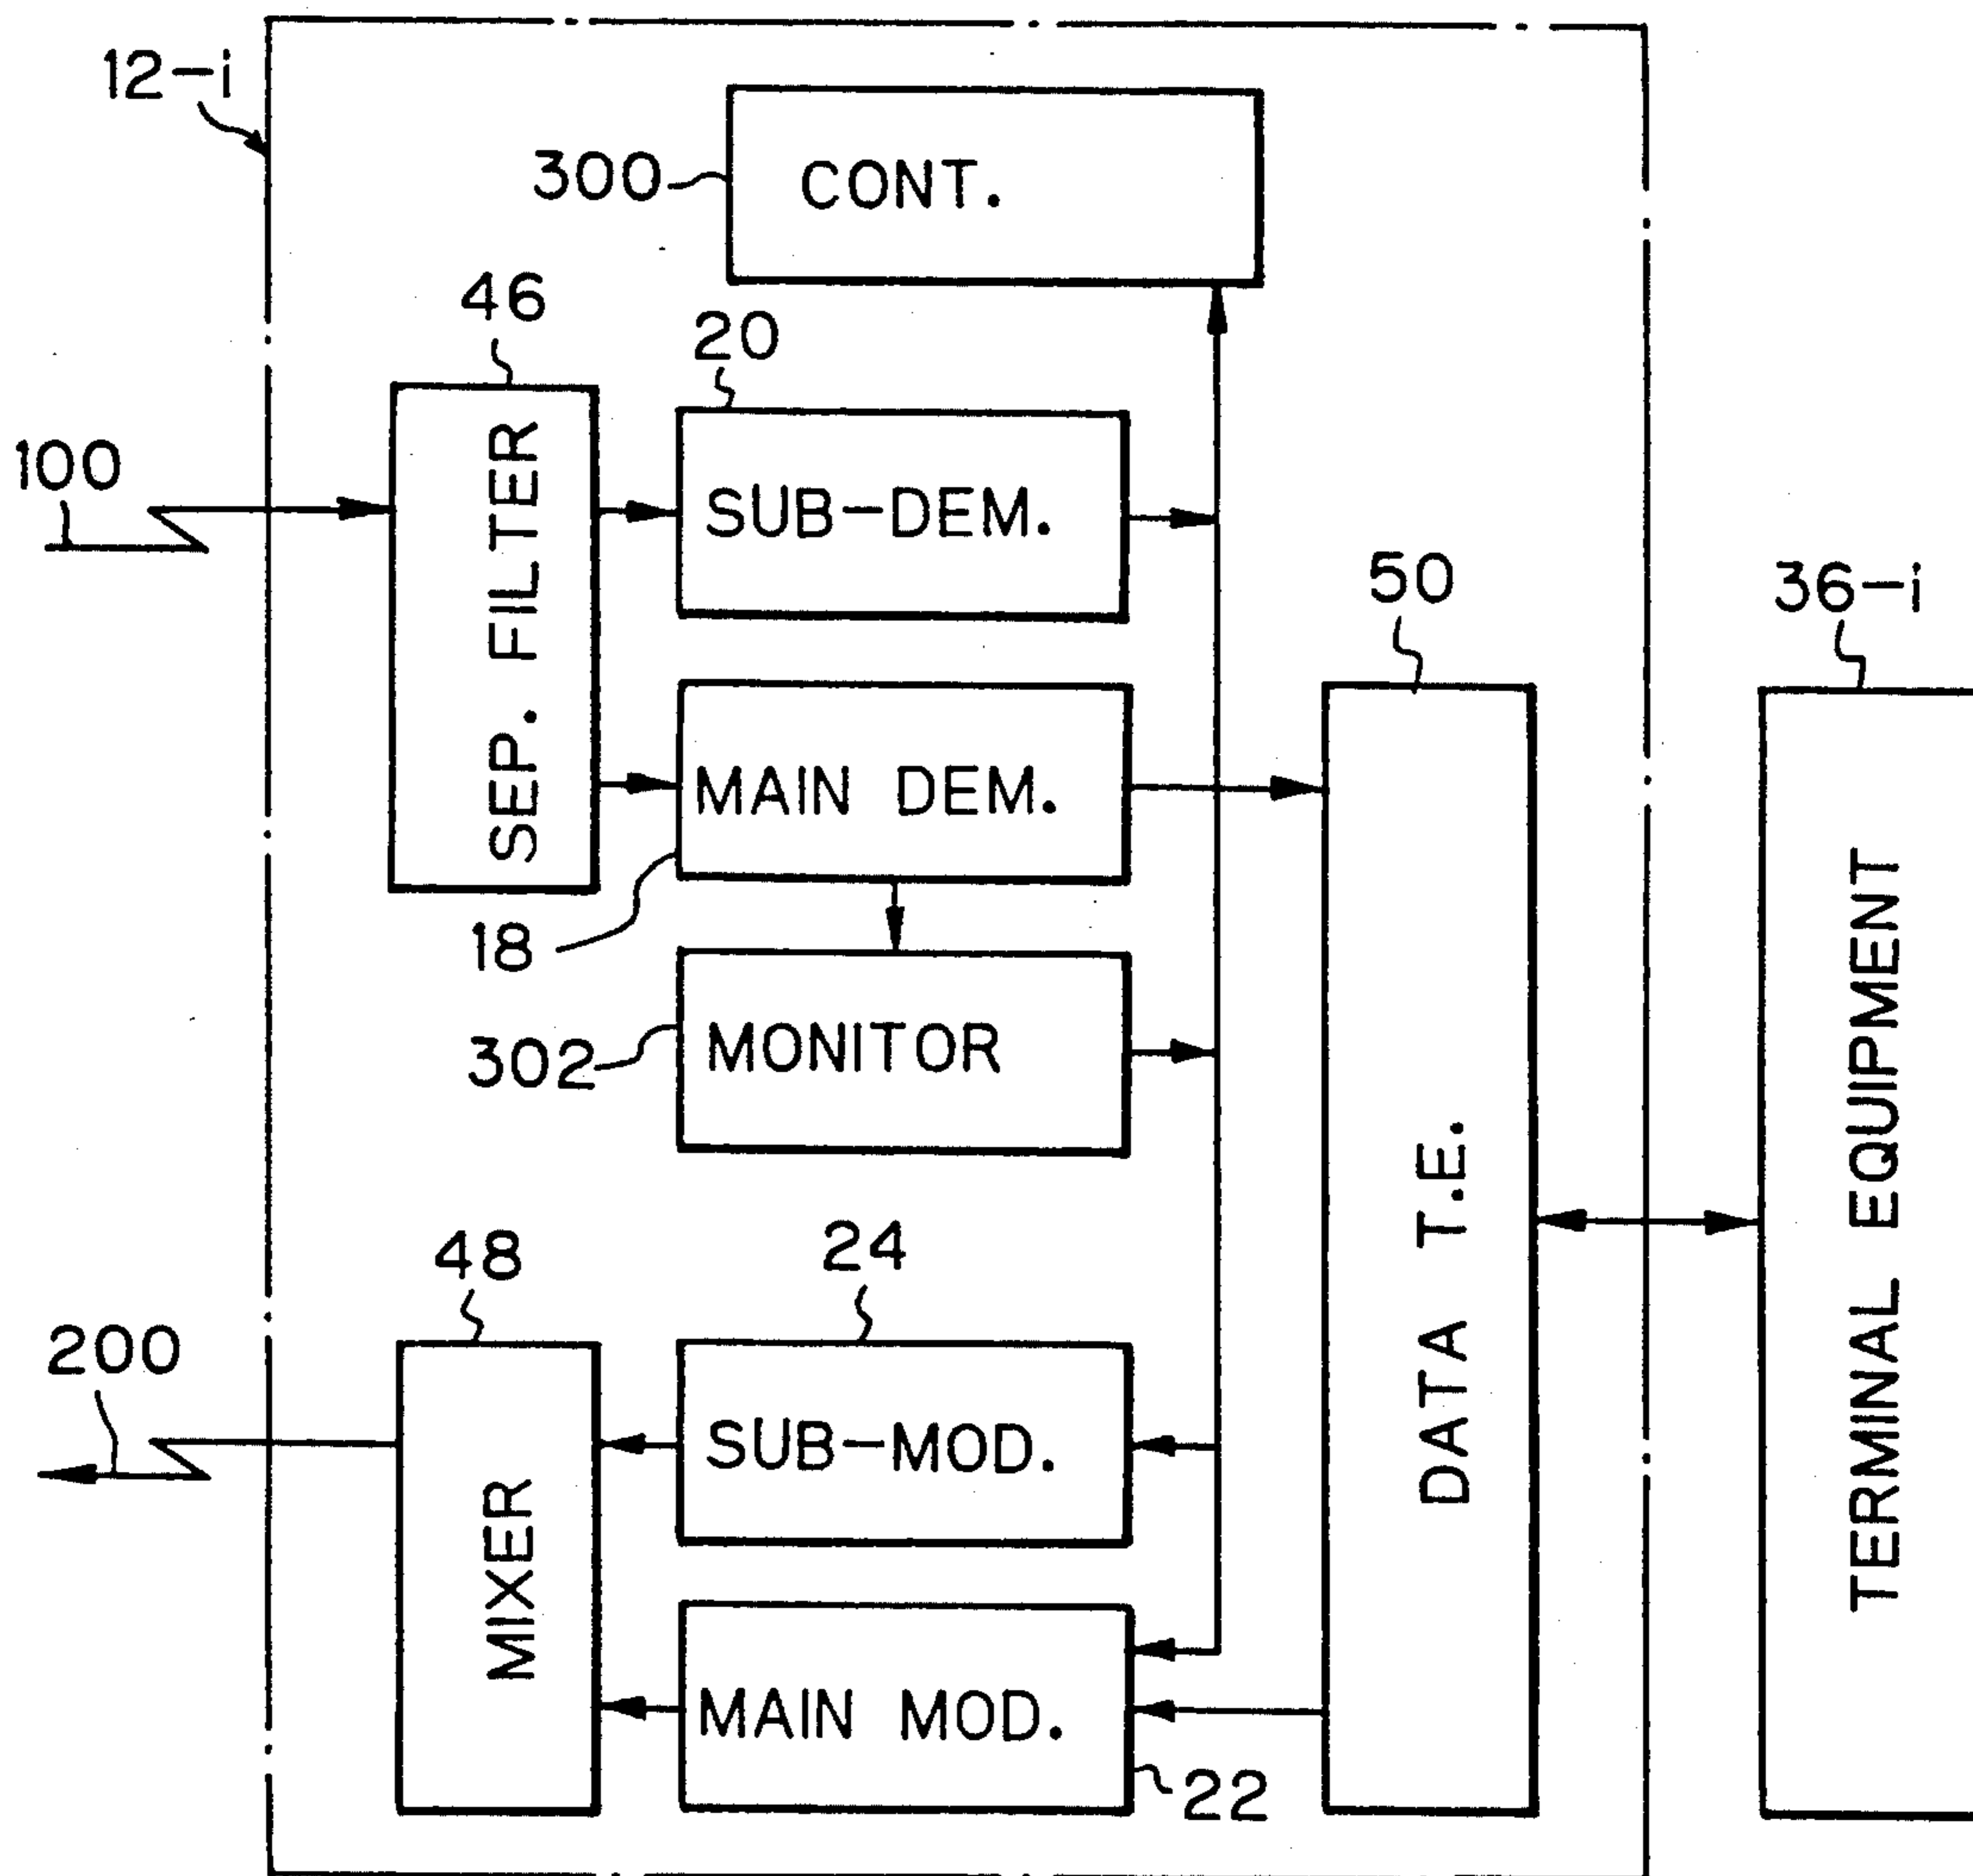 12-i
300
CONT.
46
20
100
SEP. FILTER
SUB-DEM.
50
36-i
MAIN DEM.
18
302
MONITOR
DATA T.E.
TERMINAL EQUIPMENT
48
24
200
MIXER
SUB-MOD.
MAIN MOD.
22